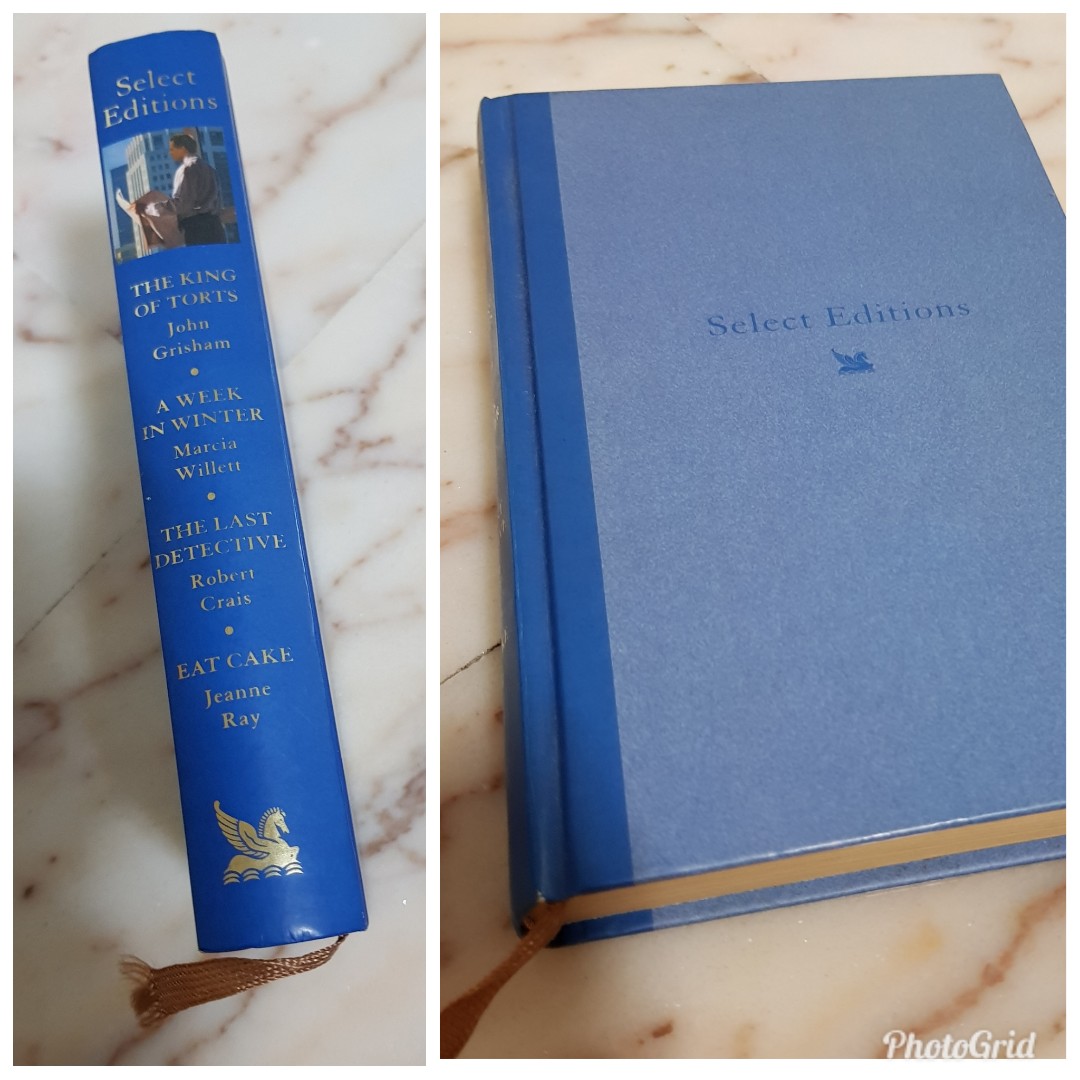 Select
Editions
THE KING
OF TORTS
John
Grisham
A WEEK
IN WINTER
Marcia
Willett
THE LAST
DETECTIVE
Robert
Crais
EAT CAKE
Jeanne
Ray
Select Editions
PhotoGrid